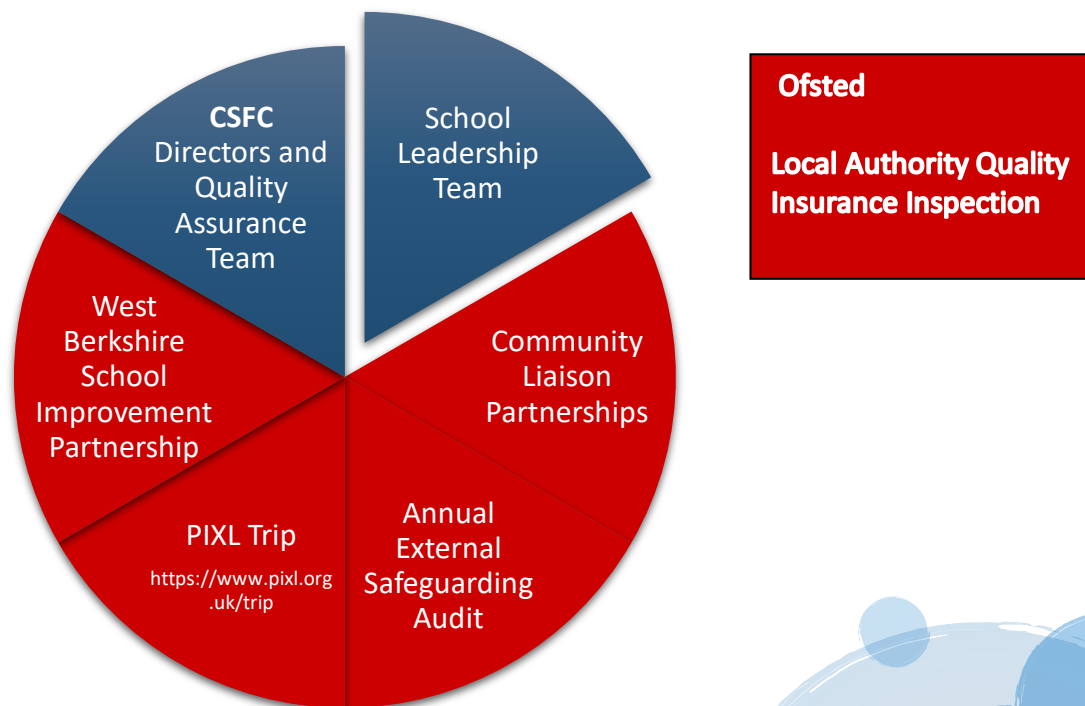 CSFC
Directors and
Quality
Assurance
Team
School
Leadership
Team
Ofsted
Local Authority Quality
Insurance Inspection
West
Berkshire
School
Improvement
Partnership
Community
Liaison
Partnerships
PIXL Trip
https://www.pixl.org
.uk/trip
Annual
External
Safeguarding
Audit